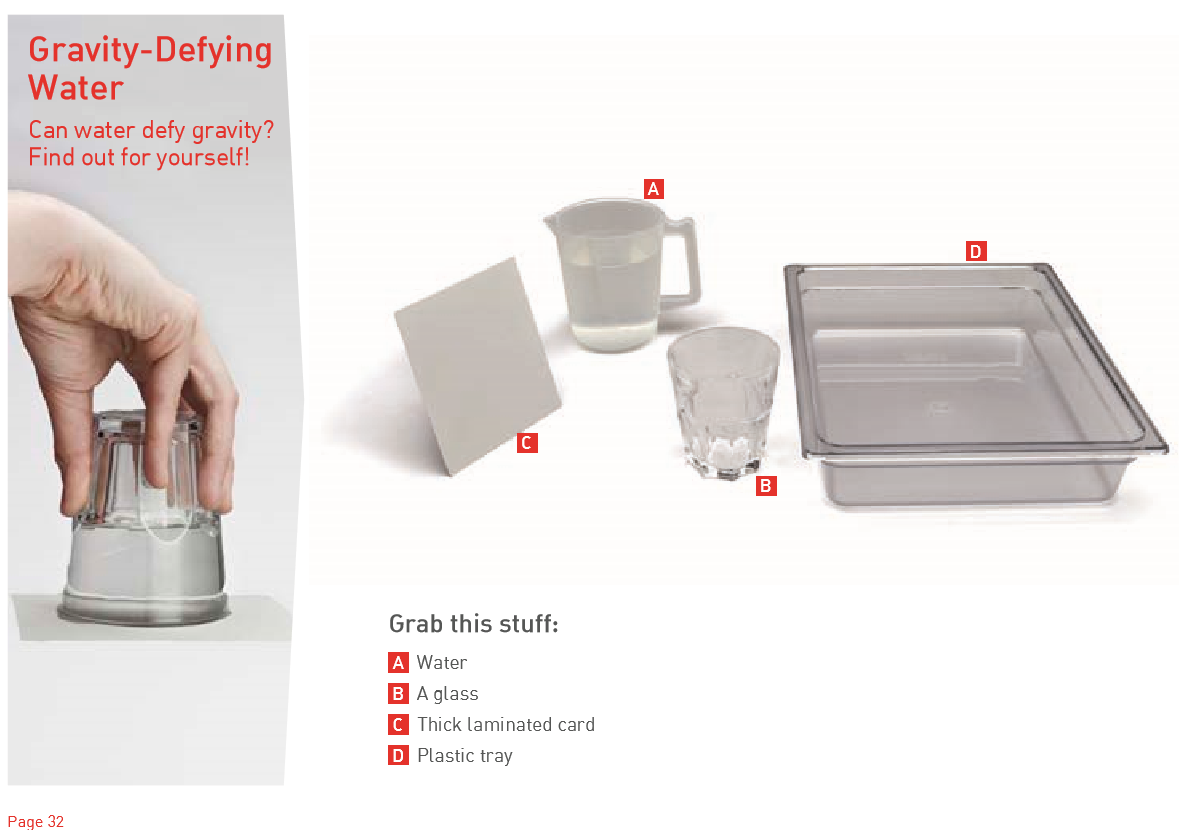 Gravity-Defying
Water
Can water defy gravity?
Find out for yourself!
A
D
C
B
Grab this stuff:
A Water
B A glass
C Thick laminated card
D Plastic tray
Page 32